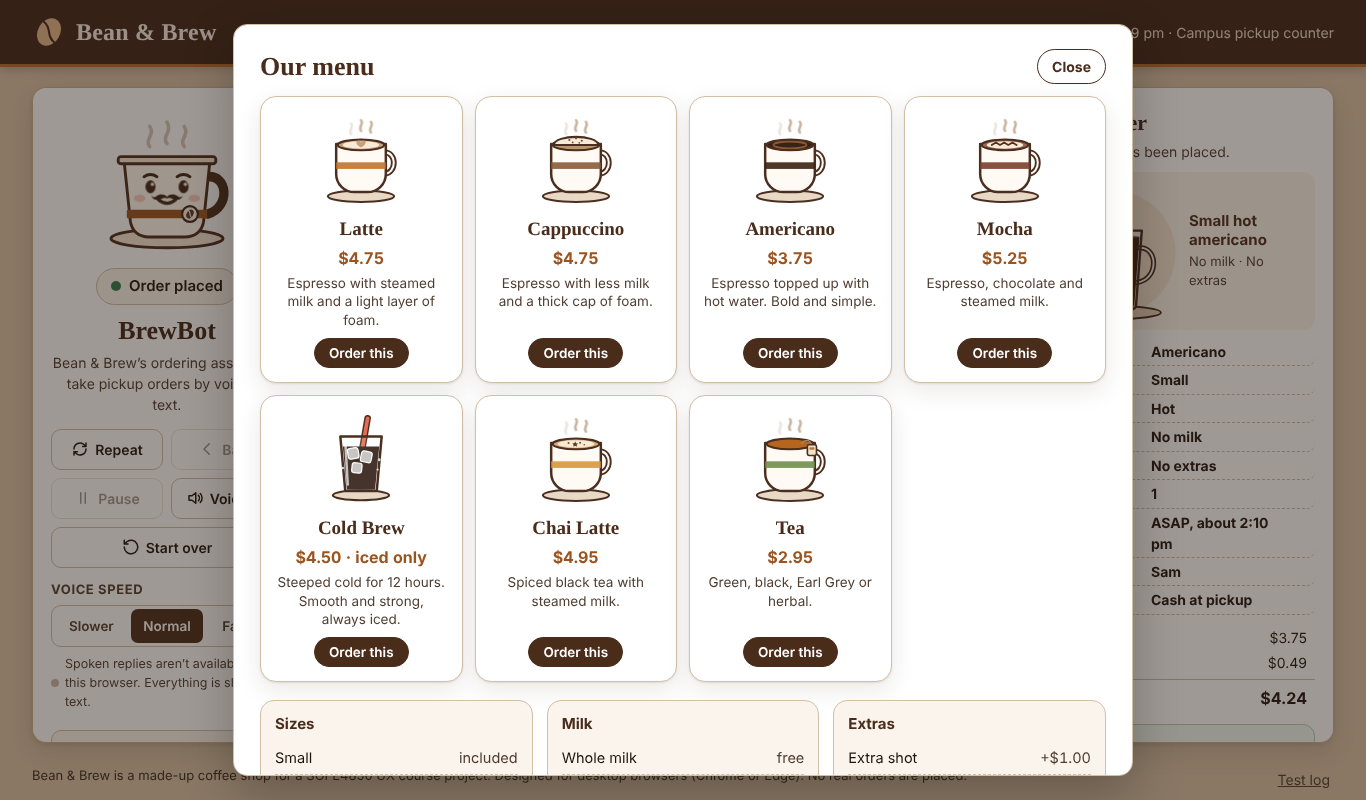 Bean & Brew
9 pm · Campus pickup counter
Our menu
Close
Latte
$4.75
Espresso with steamed
milk and a light layer of
foam.
Order this
Cappuccino
$4.75
Espresso with less milk
and a thick cap of foam.
Order this
Americano
$3.75
Espresso topped up with
hot water. Bold and simple.
Order this
Mocha
$5.25
Espresso, chocolate and
steamed milk.
Order this
Cold Brew
$4.50 · iced only
Steeped cold for 12 hours.
Smooth and strong,
always iced.
Order this
Chai Latte
$4.95
Spiced black tea with
steamed milk.
Order this
Tea
$2.95
Green, black, Earl Grey or
herbal.
Order this
Sizes
Small included
Milk
Whole milk free
Extras
Extra shot +$1.00
Order placed
BrewBot
Bean & Brew's ordering
take pickup orders by
text.
Repeat
Pause
Start over
VOICE SPEED
Slower
Normal
Spoken replies aren't
this browser. Everything is
text.
been placed.
Small hot
americano
No milk · No
extras
Americano
Small
Hot
No milk
No extras
1
ASAP, about 2:10
pm
Sam
Cash at pickup
$3.75
$0.49
$4.24
Bean & Brew is a made-up coffee shop for a course project. Designed for desktop browsers (Chrome or Edge). No real orders are placed.
Test log